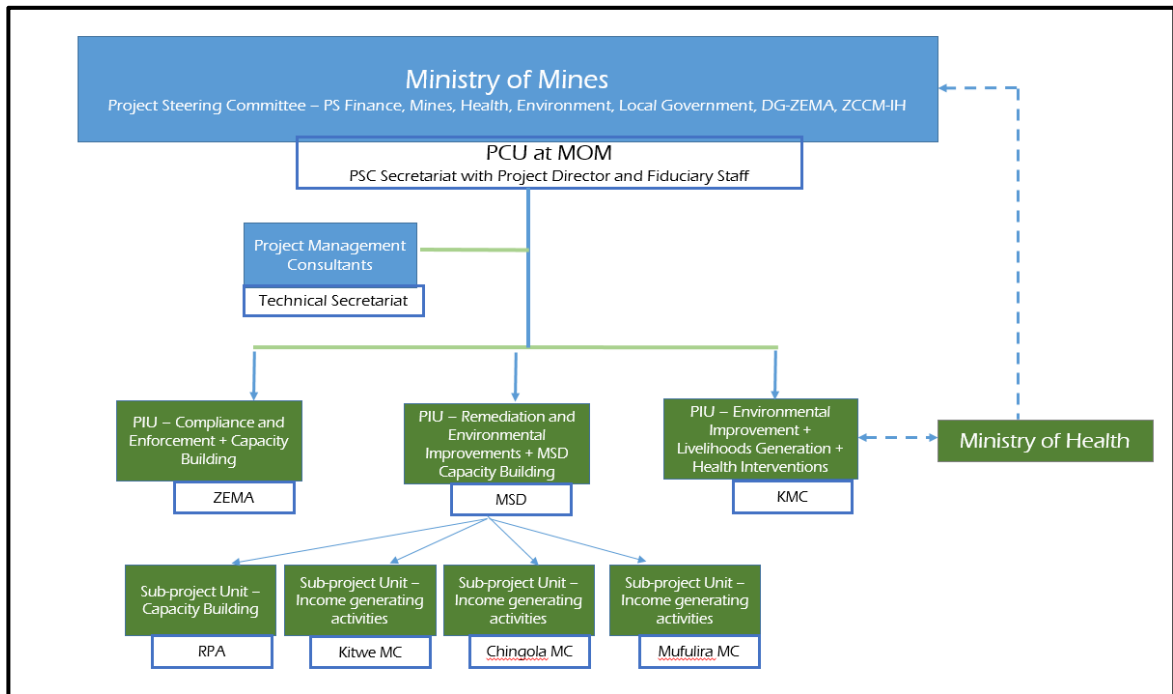 Ministry of Mines
Project Steering Committee – PS Finance, Mines, Health, Environment, Local Government, DG-ZEMA, ZCCM-IH
PCU at MOM
PSC Secretariat with Project Director and Fiduciary Staff
Project Management
Consultants
Technical Secretariat
PIU – Compliance and
Enforcement + Capacity
Building
ZEMA
PIU – Remediation and
Environmental
Improvements + MSD
Capacity Building
MSD
PIU – Environmental
Improvement +
Livelihoods Generation +
Health Interventions
KMC
Ministry of Health
Sub-project Unit –
Capacity Building
RPA
Sub-project Unit –
Income generating
activities
Kitwe MC
Sub-project Unit –
Income generating
activities
Chingola MC
Sub-project Unit –
Income generating
activities
Mufulira MC